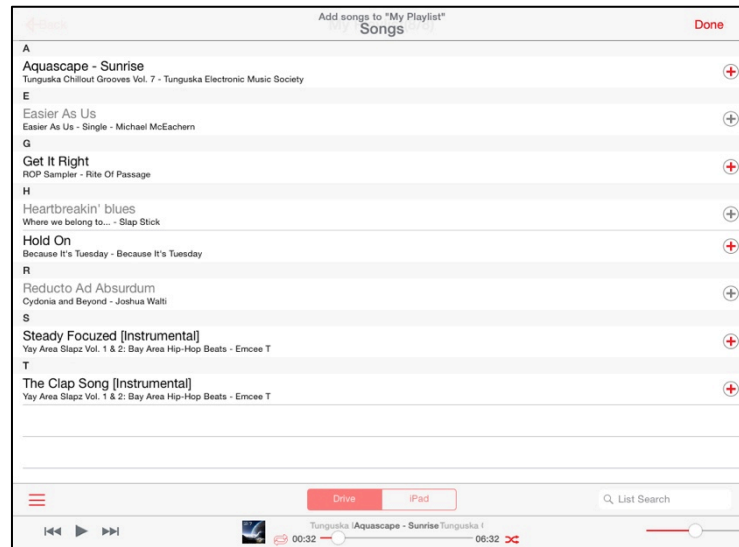 Add songs to "My Playlist"
Songs
Done
A
Aquascape - Sunrise
Tunguska Chillout Grooves Vol. 7 - Tunguska Electronic Music Society
E
Easier As Us
Easier As Us - Single - Michael McEachern
G
Get It Right
ROP Sampler - Rite Of Passage
H
Heartbreakin' blues
Where we belong to... - Slap Stick
Hold On
Because It's Tuesday - Because It's Tuesday
R
Reducto Ad Absurdum
Cydonia and Beyond - Joshua Walti
S
Steady Focuzed [Instrumental]
Yay Area Slapz Vol. 1 & 2: Bay Area Hip-Hop Beats - Emcee T
T
The Clap Song [Instrumental]
Yay Area Slapz Vol. 1 & 2: Bay Area Hip-Hop Beats - Emcee T
Drive iPad List Search
Tunguska Aquascape - Sunrise Tunguska
00:32 06:32